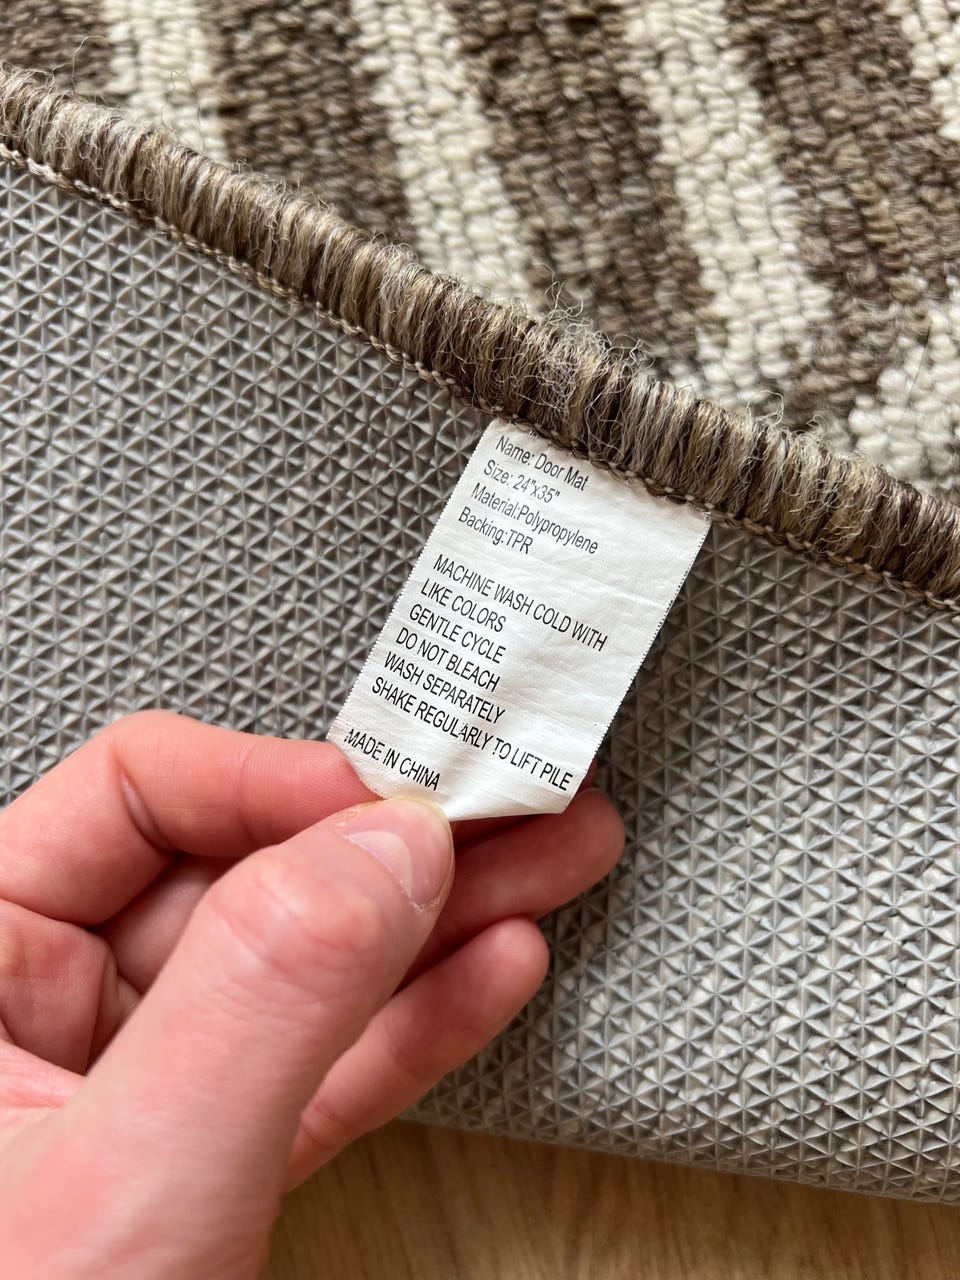 Name: Door Mat
Size: 24"x35"
Material:Polypropylene
Backing:TPR
MACHINE WASH COLD WITH
LIKE COLORS
GENTLE CYCLE
DO NOT BLEACH
WASH SEPARATELY
SHAKE REGULARLY TO LIFT PILE
MADE IN CHINA